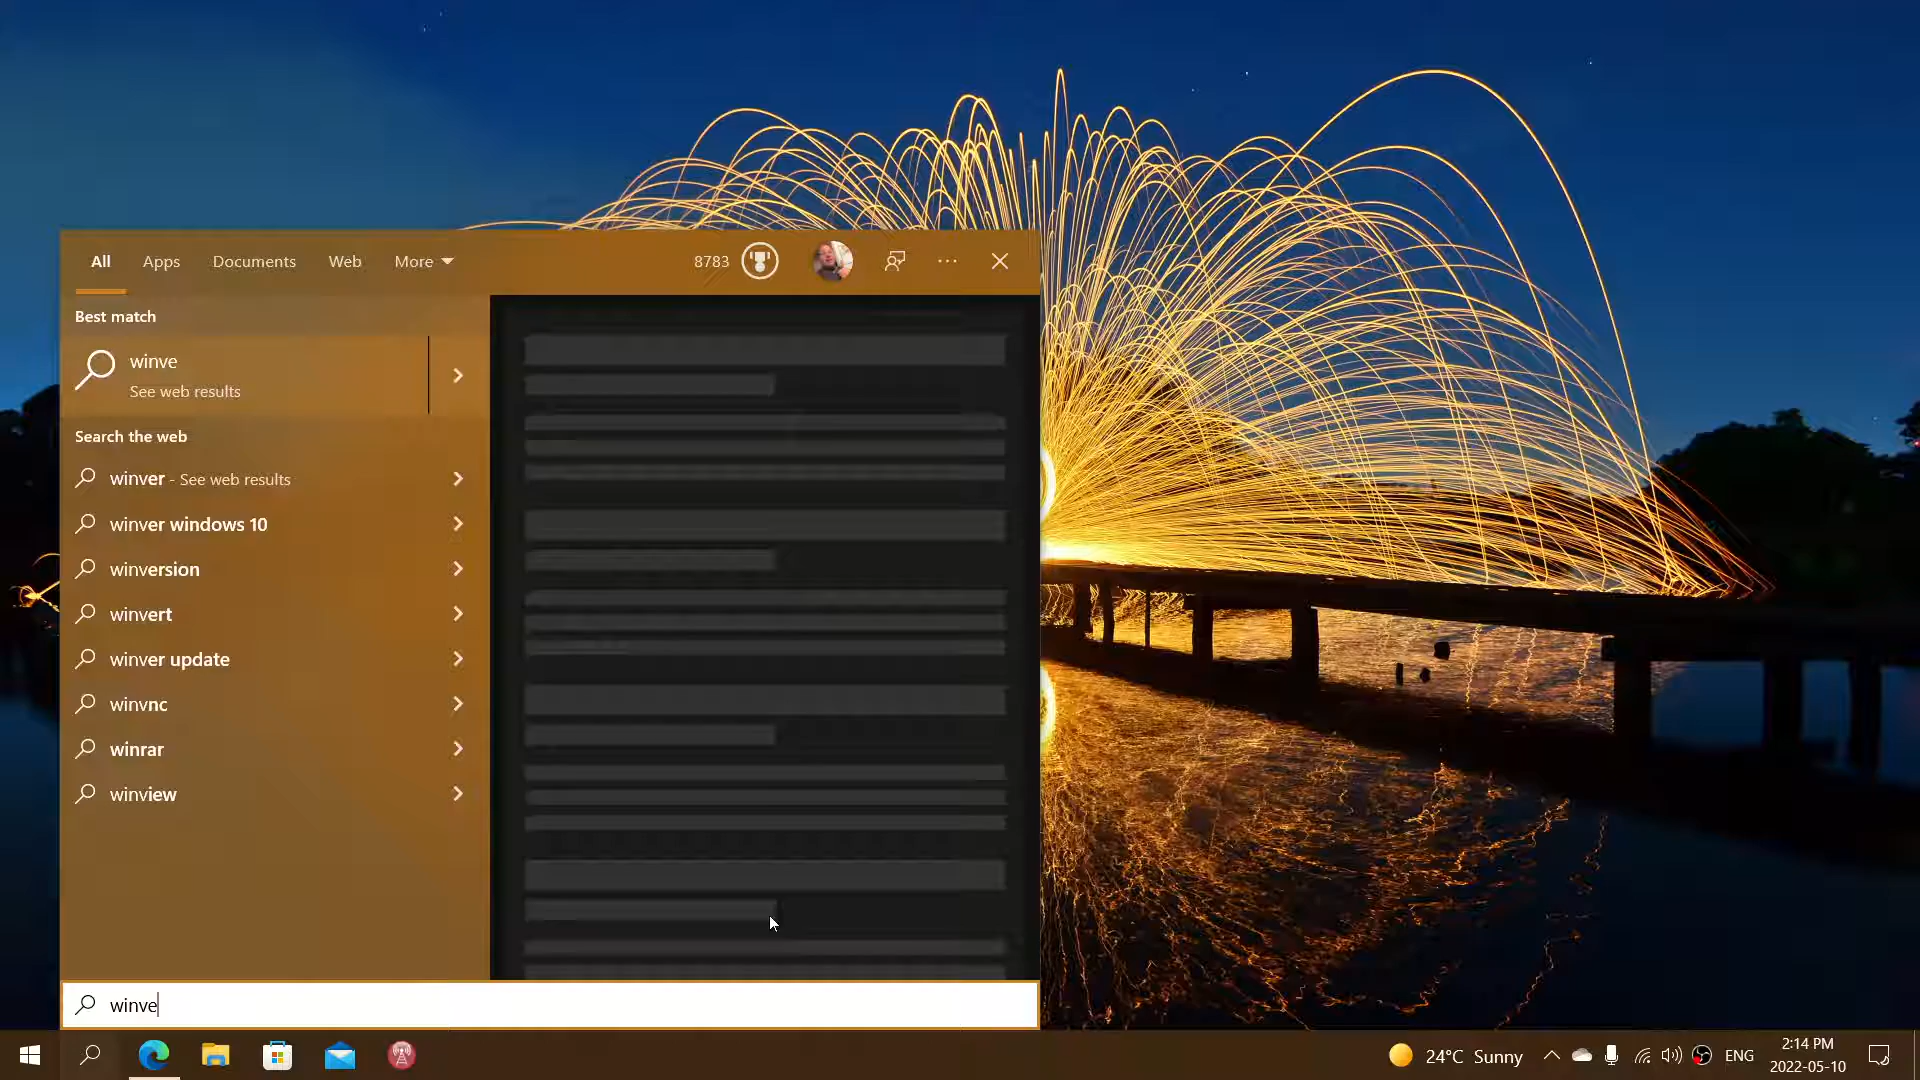 All Apps Documents Web More 8783
Best match
winve
See web results
Search the web
winver - See web results
winver windows 10
winversion
winvert
winver update
winvnc
winrar
winview
winve
24°C Sunny ENG 2:14 PM
2022-05-10